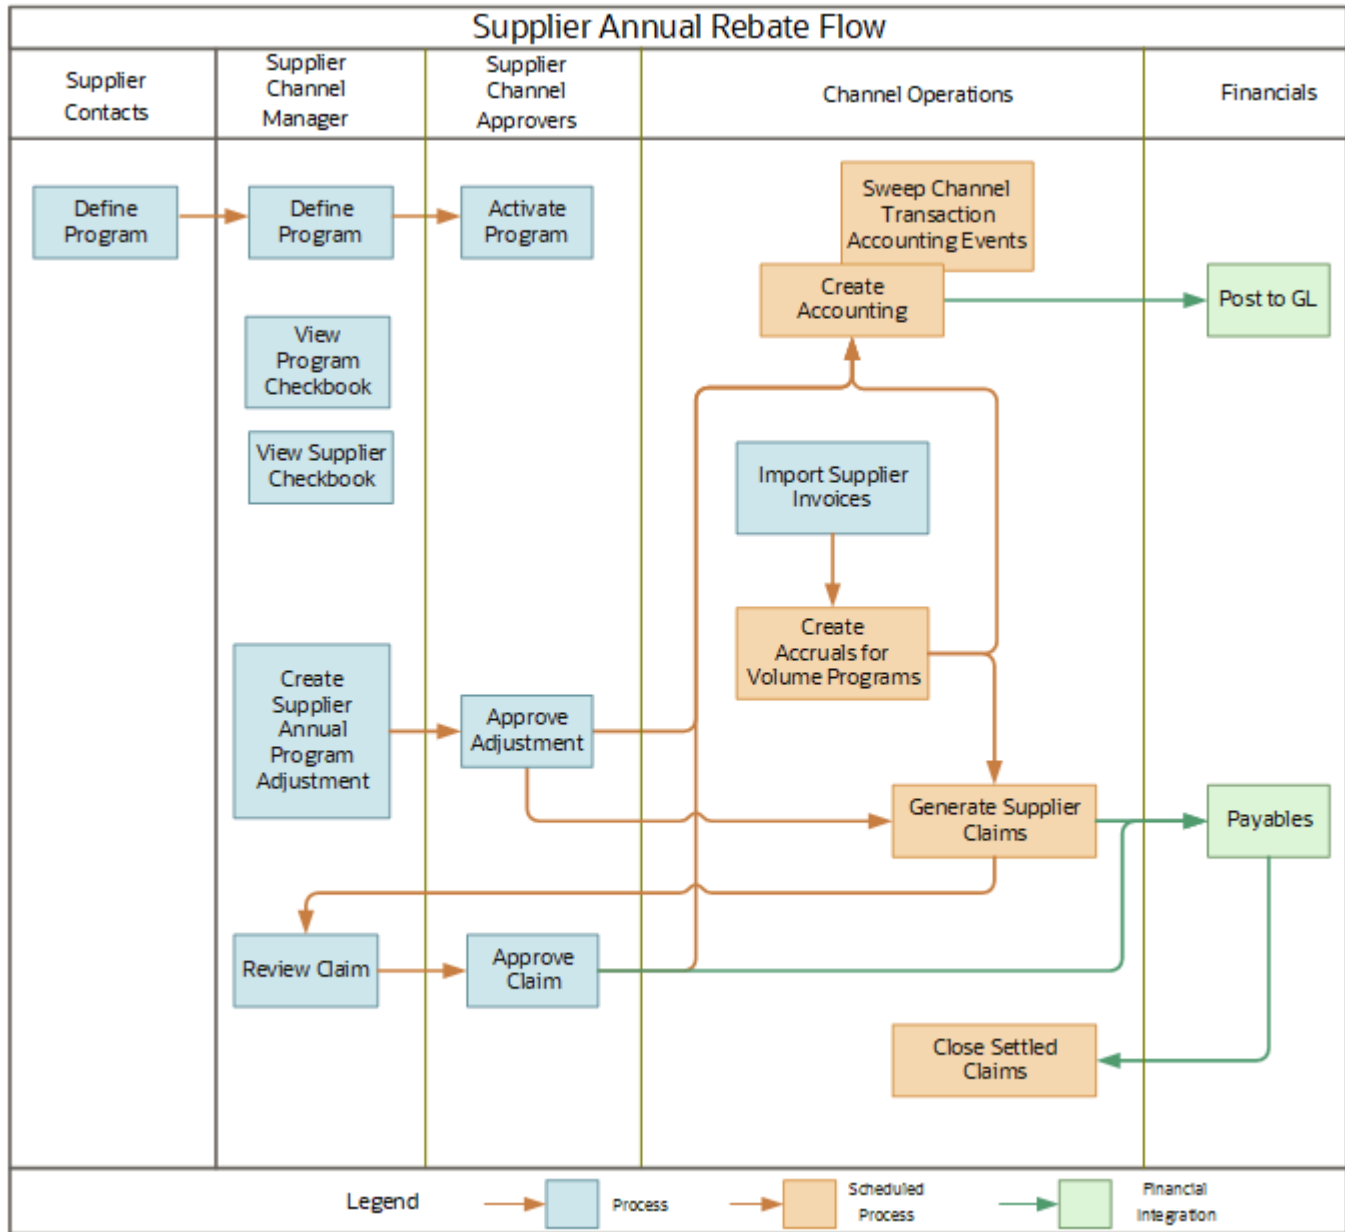 Supplier Annual Rebate Flow
Supplier
Contacts
Supplier
Channel
Manager
Supplier
Channel
Approvers
Channel Operations
Financials
Define
Program
Define
Program
Activate
Program
Sweep Channel
Transaction
Accounting Events
Create
Accounting
Post to GL
View
Program
Checkbook
View Supplier
Checkbook
Import Supplier
Invoices
Create
Accruals for
Volume Programs
Create
Supplier
Annual
Program
Adjustment
Approve
Adjustment
Generate Supplier
Claims
Payables
Review Claim
Approve
Claim
Close Settled
Claims
Legend
Process
Scheduled
Process
Financial
Integration